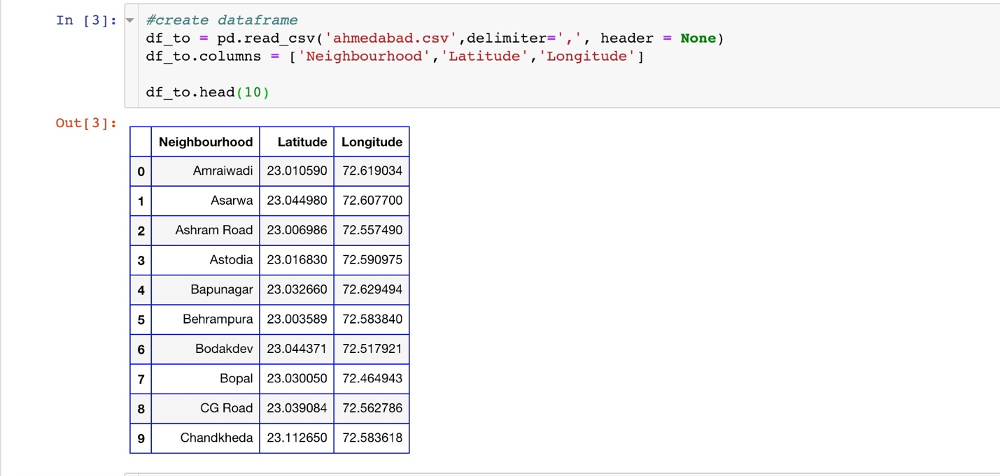 In [3]:
#create dataframe
df_to = pd.read_csv('ahmedabad.csv',delimiter=',', header = None)
df_to.columns = ['Neighbourhood','Latitude','Longitude']
df_to.head(10)
Out[3]:
Neighbourhood Latitude Longitude
0 Amraiwadi 23.010590 72.619034
1 Asarwa 23.044980 72.607700
2 Ashram Road 23.006986 72.557490
3 Astodia 23.016830 72.590975
4 Bapunagar 23.032660 72.629494
5 Behrampura 23.003589 72.583840
6 Bodakdev 23.044371 72.517921
7 Bopal 23.030050 72.464943
8 CG Road 23.039084 72.562786
9 Chandkheda 23.112650 72.583618